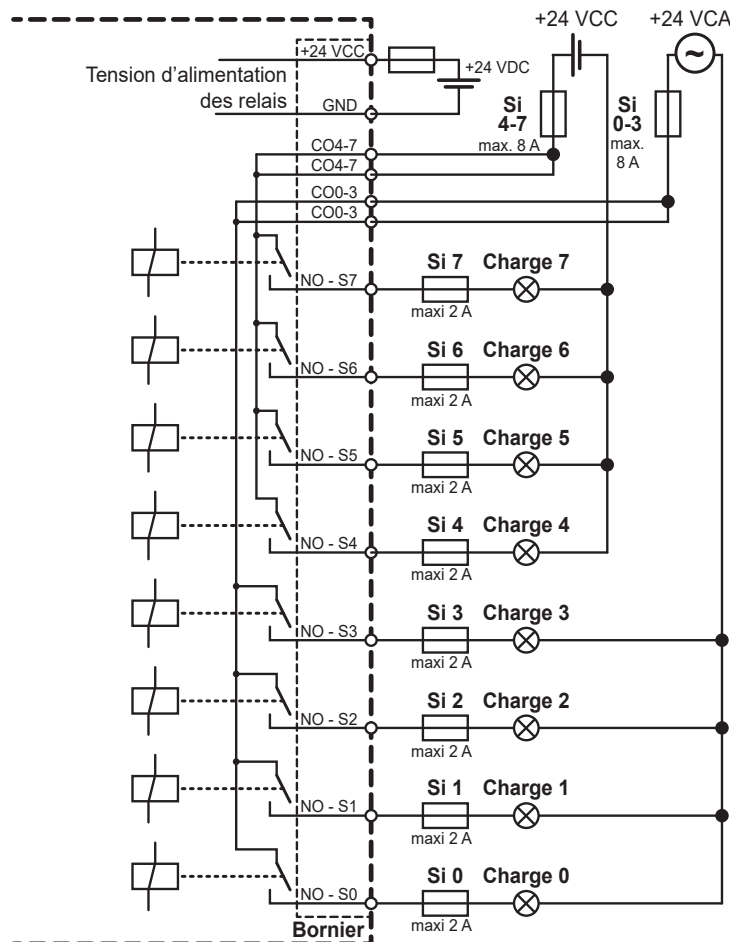 +24 VCC
+24 VCA
+24 VCC
+24 VDC
Tension d'alimentation
des relais
GND
Si
4-7
max. 8 A
Si
0-3
max.
8 A
CO4-7
CO4-7
CO0-3
CO0-3
~
Si 7 Charge 7
NO - S7
maxi 2 A
Si 6 Charge 6
NO - S6
maxi 2 A
Si 5 Charge 5
NO - S5
maxi 2 A
Si 4 Charge 4
NO - S4
maxi 2 A
Si 3 Charge 3
NO - S3
maxi 2 A
Si 2 Charge 2
NO - S2
maxi 2 A
Si 1 Charge 1
NO - S1
maxi 2 A
Si 0 Charge 0
NO - S0
maxi 2 A
Bornier